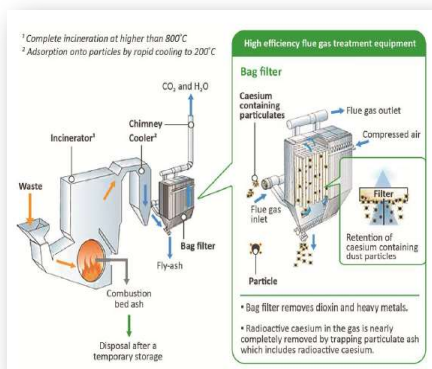 ¹ Complete incineration at higher than 800°C
² Adsorption onto particles by rapid cooling to 200°C
CO₂ and H₂O
Chimney
Incinerator¹
Cooler²
Waste
Bag filter
Fly-ash
Combustion
bed ash
Disposal after a
temporary storage
High efficiency flue gas treatment equipment
Bag filter
Caesium
containing
particulates
Flue gas outlet
Compressed air
Flue gas
inlet
Filter
Retention of
caesium containing
dust particles
Particle
• Bag filter removes dioxin and heavy metals.
• Radioactive caesium in the gas is nearly
completely removed by trapping particulate ash
which includes radioactive caesium.